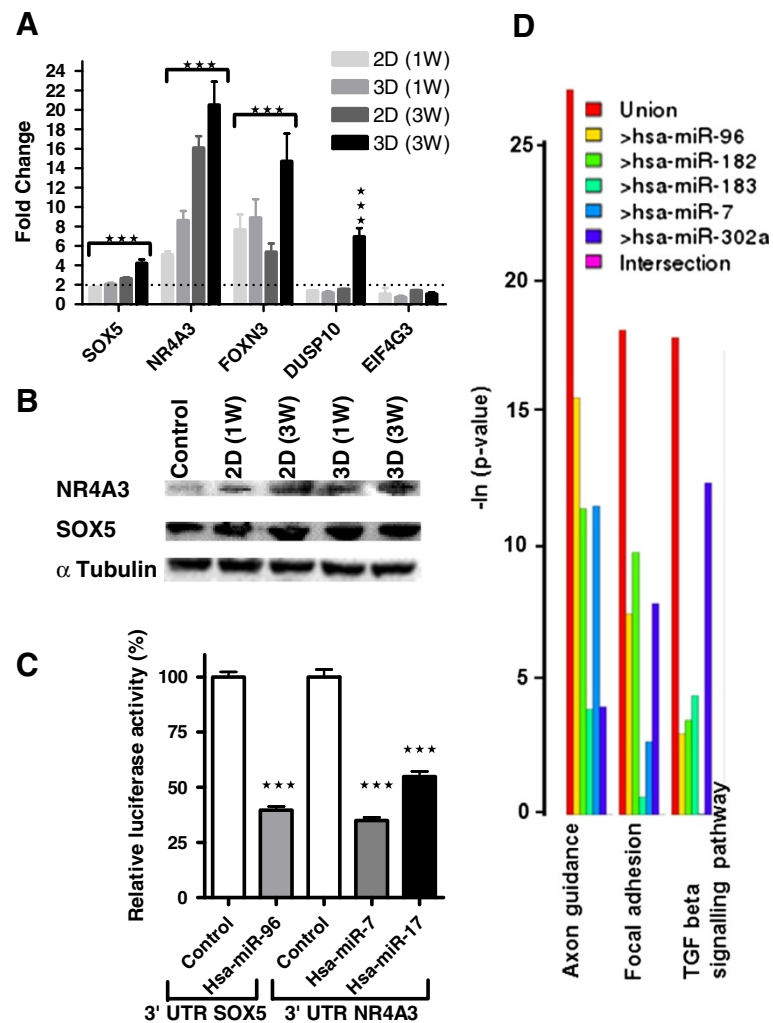 A
Fold Change
24
22
20
18
16
14
12
10
8
6
4
2
0
★★★
★★★
★★★
★★★
2D (1W)
3D (1W)
2D (3W)
3D (3W)
SOX5
NR4A3
FOXN3
DUSP10
EIF4G3
B
Control
2D (1W)
2D (3W)
3D (1W)
3D (3W)
NR4A3
SOX5
α Tubulin
C
Relative luciferase activity (%)
100
75
50
25
0
★★★
★★★
★★★
Control
Hsa-miR-96
Control
Hsa-miR-7
Hsa-miR-17
3' UTR SOX5
3' UTR NR4A3
D
-ln (p-value)
25
20
15
10
5
0
Union
>hsa-miR-96
>hsa-miR-182
>hsa-miR-183
>hsa-miR-7
>hsa-miR-302a
Intersection
Axon guidance
Focal adhesion
TGF beta
signalling pathway